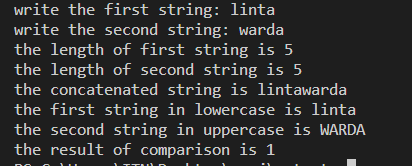 write the first string: linta
write the second string: warda
the length of first string is 5
the length of second string is 5
the concatenated string is lintawarda
the first string in lowercase is linta
the second string in uppercase is WARDA
the result of comparison is 1